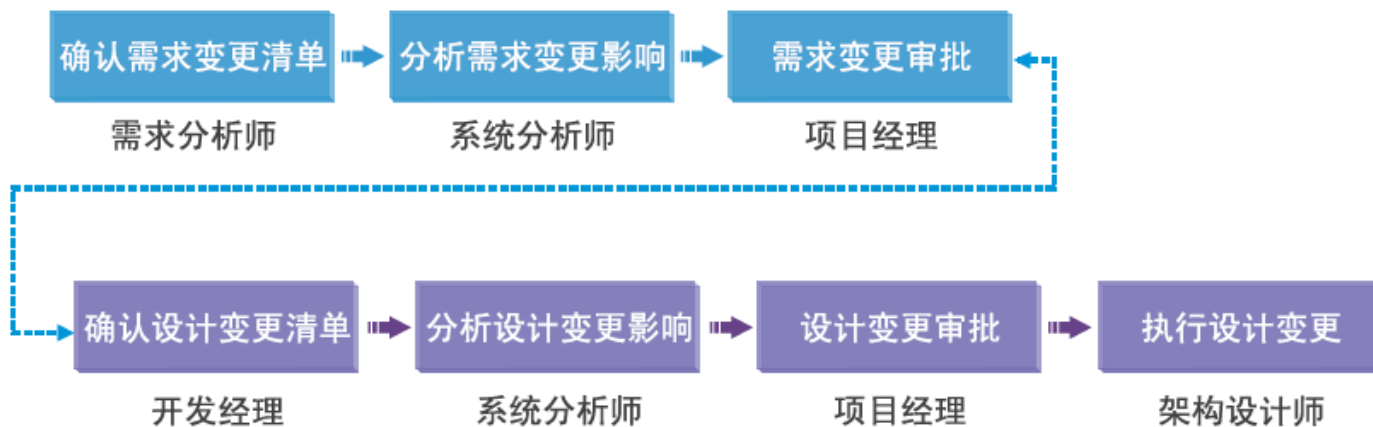 确认需求变更清单
分析需求变更影响
需求变更审批
需求分析师
系统分析师
项目经理
确认设计变更清单
分析设计变更影响
设计变更审批
执行设计变更
开发经理
系统分析师
项目经理
架构设计师